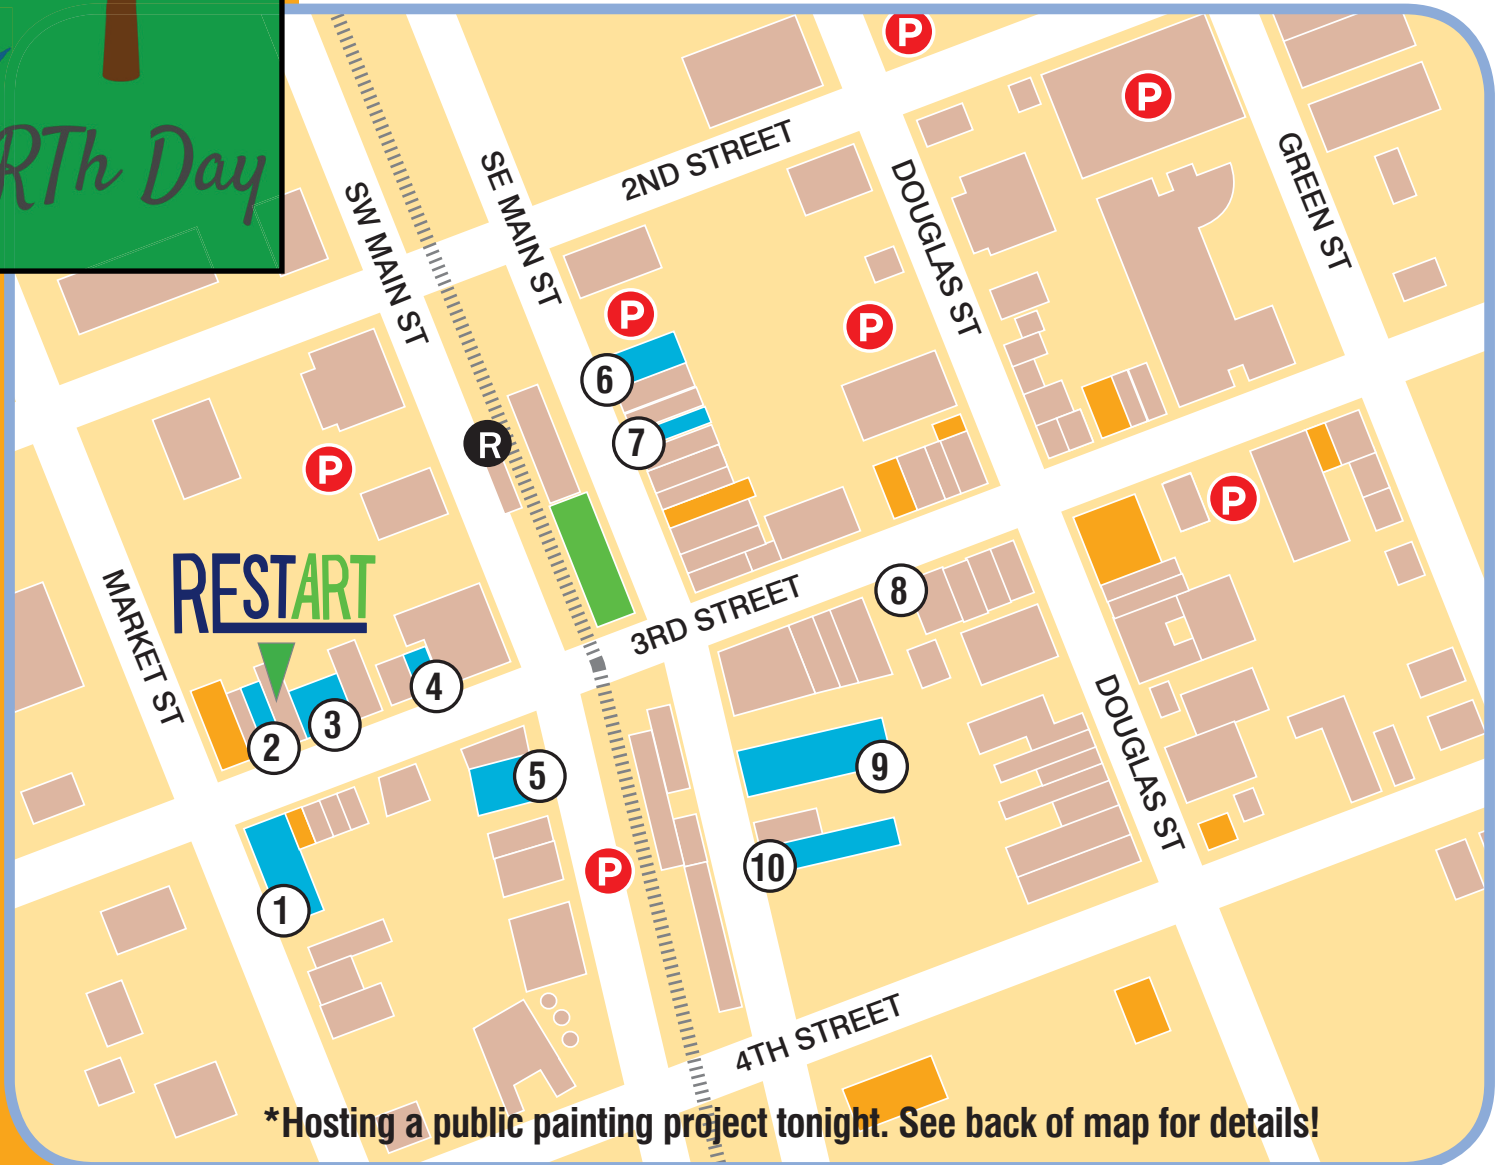 RTh Day
P
P
2ND STREET
SE MAIN ST
SW MAIN ST
DOUGLAS ST
GREEN ST
P
P
6
7
R
P
P
RESTART
MARKET ST
8
3RD STREET
4
3
2
5
9
DOUGLAS ST
10
P
1
4TH STREET
*Hosting a public painting project tonight. See back of map for details!